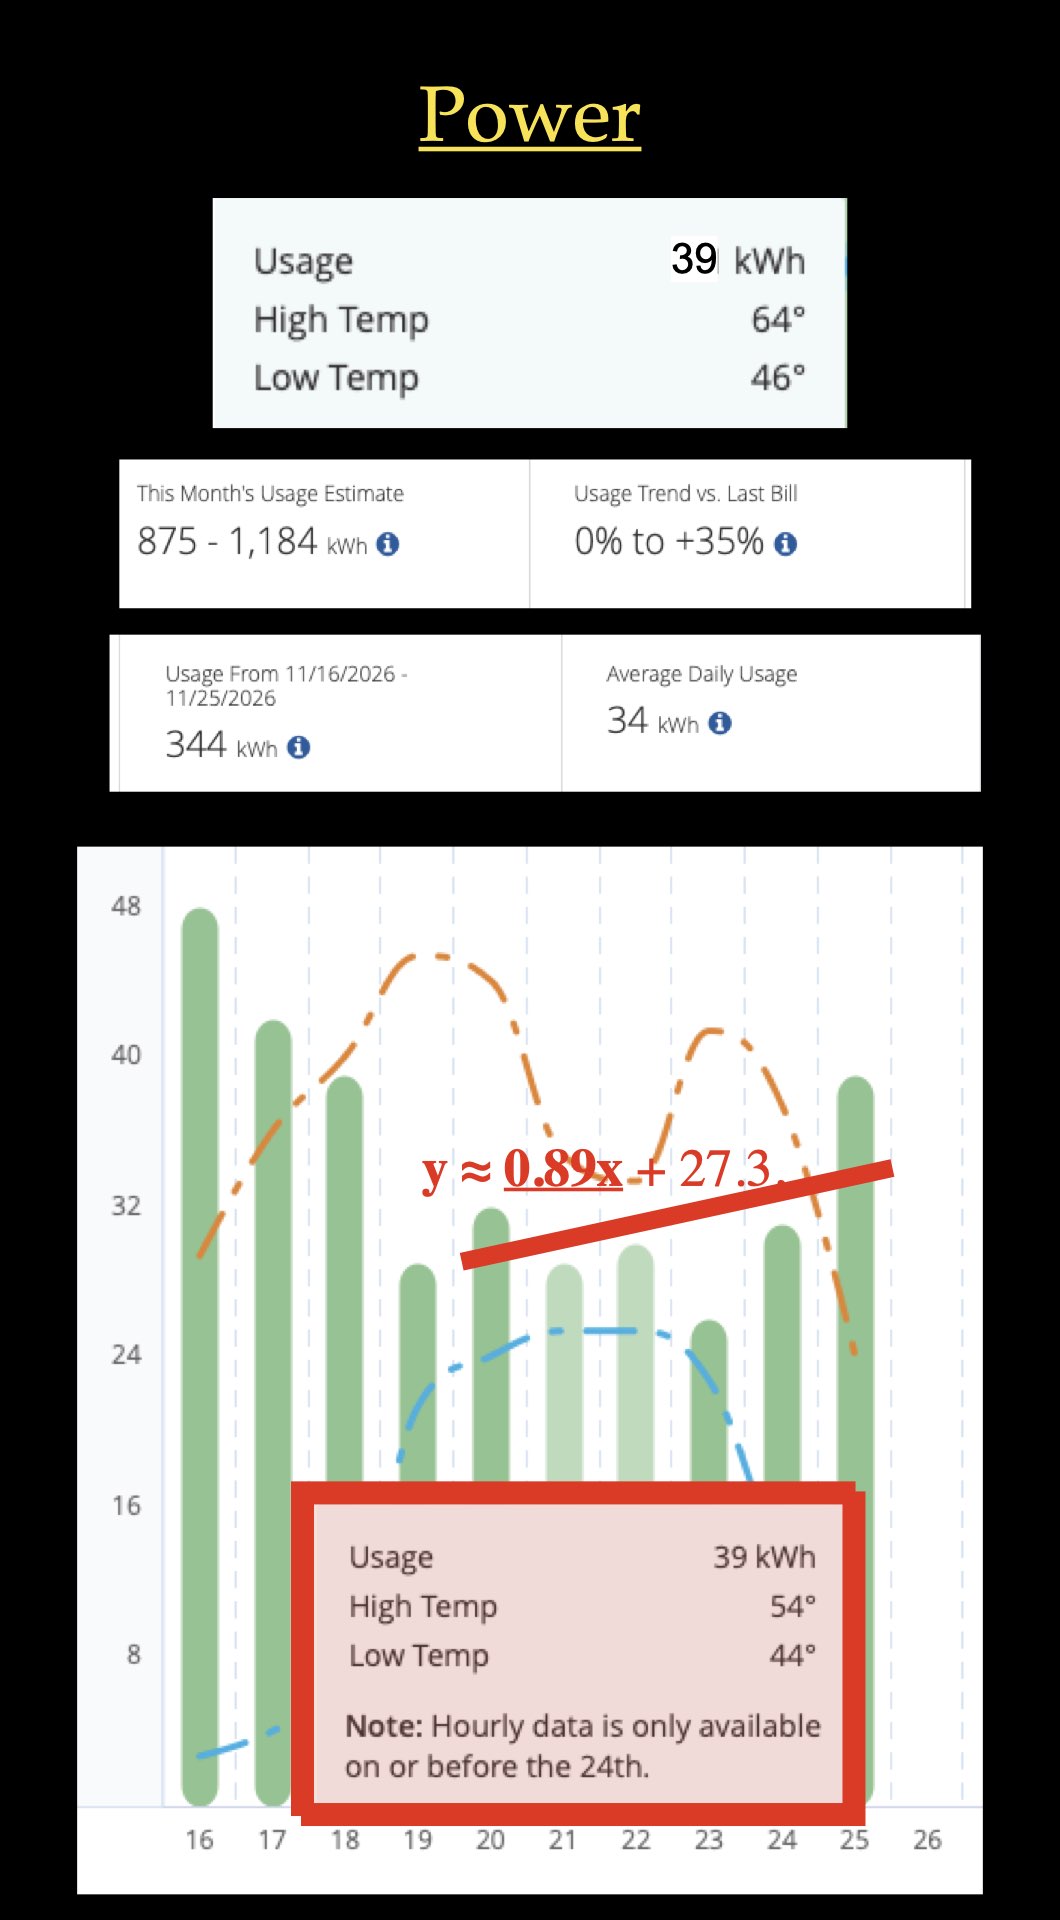 Power
Usage 39 kWh
High Temp 64°
Low Temp 46°
This Month's Usage Estimate
875 - 1,184 kWh
Usage Trend vs. Last Bill
0% to +35%
Usage From 11/16/2026 -
11/25/2026
344 kWh
Average Daily Usage
34 kWh
48
40
32
24
16
8
y ≈ 0.89x + 27.3.
Usage 39 kWh
High Temp 54°
Low Temp 44°
Note: Hourly data is only available
on or before the 24th.
16 17 18 19 20 21 22 23 24 25 26